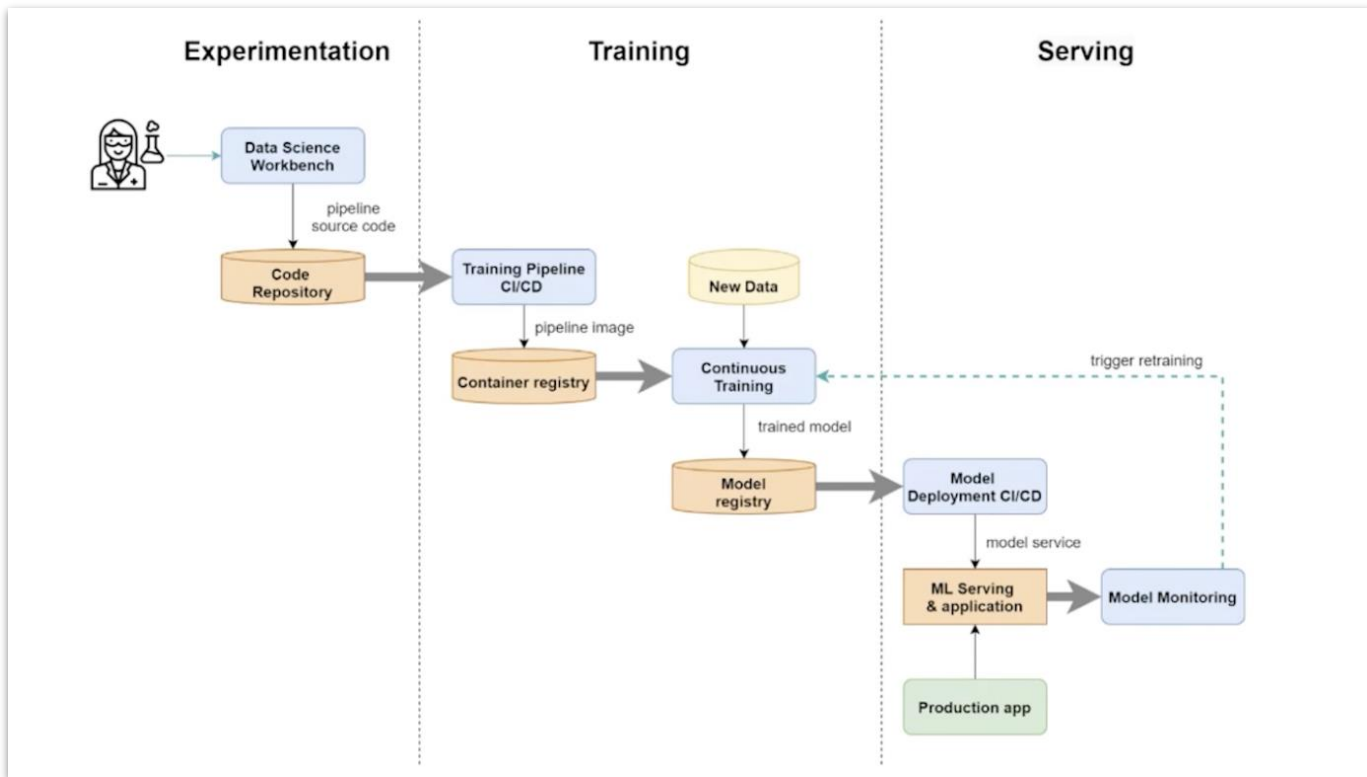 Experimentation
Training
Serving
Data Science
Workbench
pipeline
source code
Code
Repository
Training Pipeline
CI/CD
New Data
pipeline image
Container registry
Continuous
Training
trigger retraining
trained model
Model
registry
Model
Deployment CI/CD
model service
ML Serving
& application
Model Monitoring
Production app